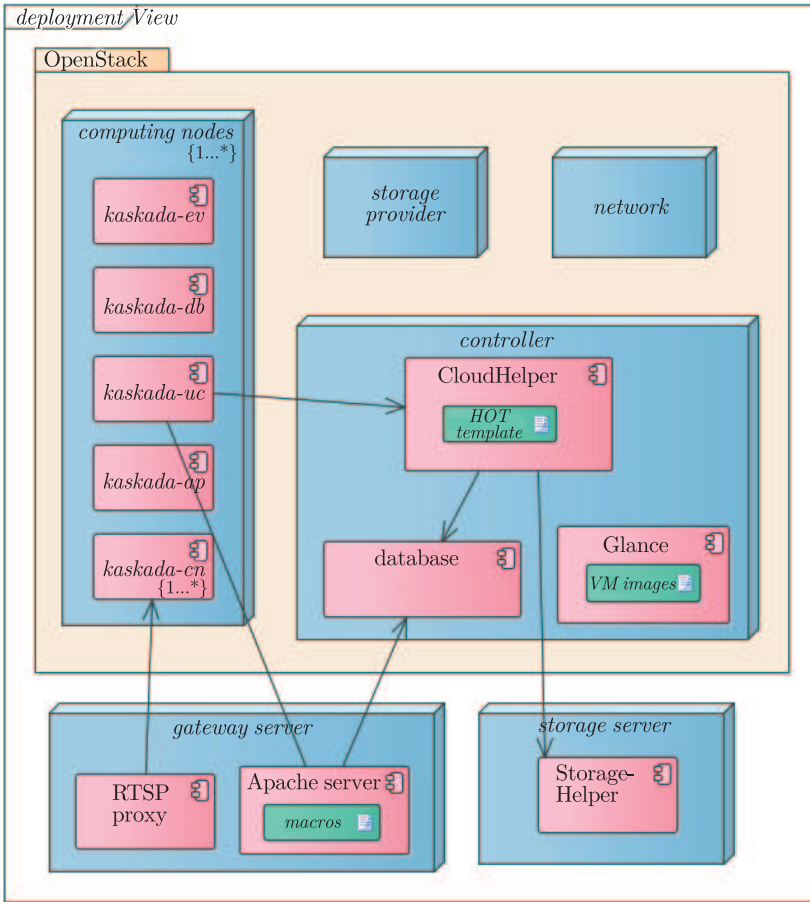 deployment View
OpenStack
computing nodes
{1...*}
kaskada-ev
kaskada-db
kaskada-uc
kaskada-ap
kaskada-cn
{1...*}
storage
provider
network
controller
CloudHelper
HOT
template
database
Glance
VM images
gateway server
RTSP
proxy
Apache server
macros
storage server
Storage-
Helper